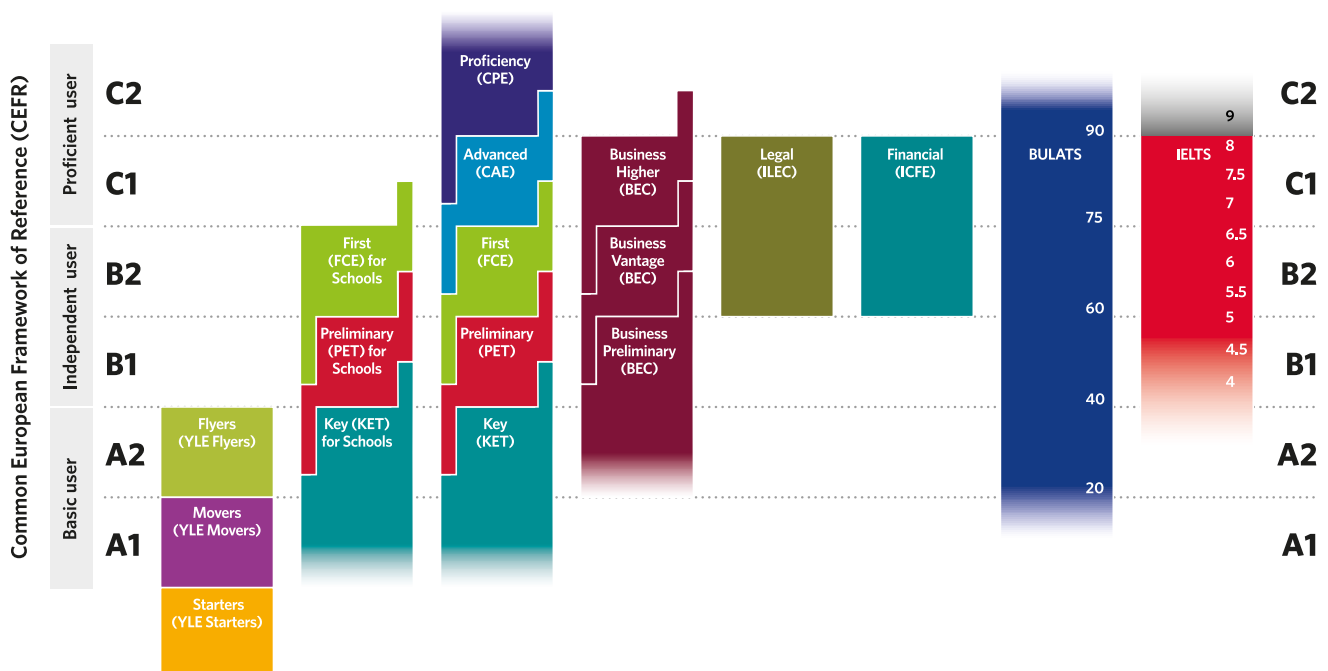 Common European Framework of Reference (CEFR)
Proficient user
Independent user
Basic user
C2
C1
B2
B1
A2
A1
Flyers
(YLE Flyers)
Movers
(YLE Movers)
Starters
(YLE Starters)
First
(FCE) for
Schools
Preliminary
(PET) for
Schools
Key (KET)
for Schools
Proficiency
(CPE)
Advanced
(CAE)
First
(FCE)
Preliminary
(PET)
Key
(KET)
Business
Higher
(BEC)
Business
Vantage
(BEC)
Business
Preliminary
(BEC)
Legal
(ILEC)
Financial
(ICFE)
BULATS
90
75
60
40
20
IELTS
9
8
7.5
7
6.5
6
5.5
5
4.5
4
C2
C1
B2
B1
A2
A1